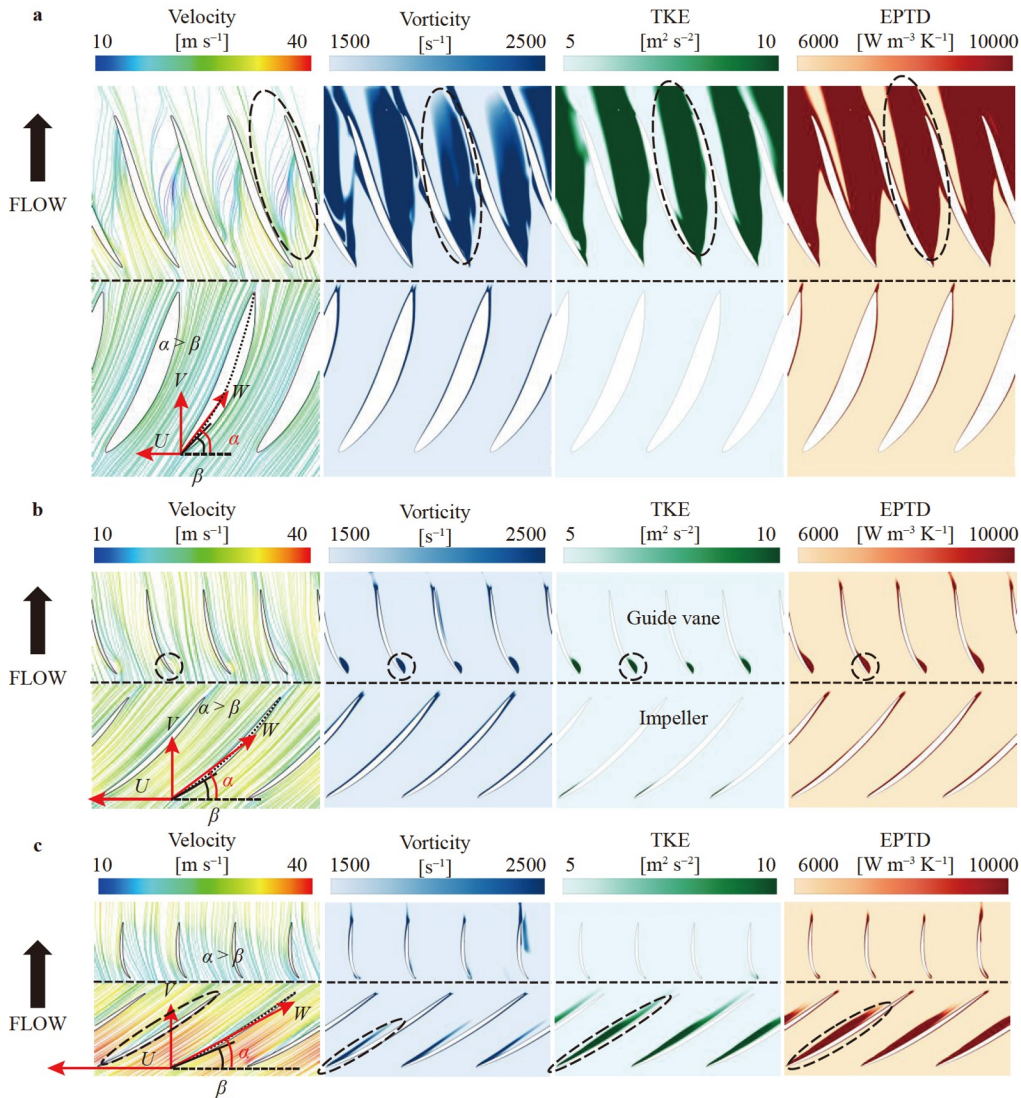 a
Velocity Vorticity TKE EPTD
10 [m s⁻¹] 40 1500 [s⁻¹] 2500 5 [m² s⁻²] 10 6000 [W m⁻³ K⁻¹] 10000
FLOW
α > β
V
W
U α
β
b
Velocity Vorticity TKE EPTD
10 [m s⁻¹] 40 1500 [s⁻¹] 2500 5 [m² s⁻²] 10 6000 [W m⁻³ K⁻¹] 10000
Guide vane
FLOW
α > β
V W
Impeller
U α
β
c
Velocity Vorticity TKE EPTD
10 [m s⁻¹] 40 1500 [s⁻¹] 2500 5 [m² s⁻²] 10 6000 [W m⁻³ K⁻¹] 10000
α > β
V
W
FLOW
U α
β